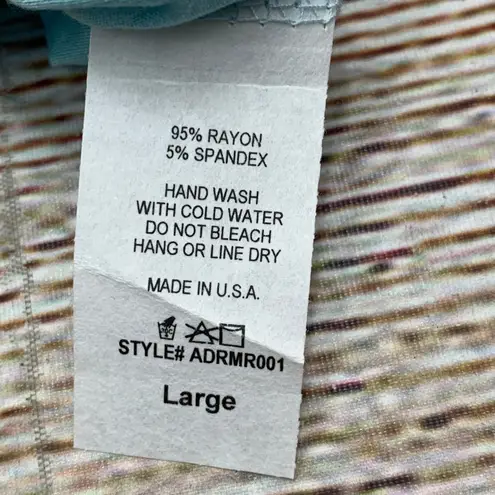 95% RAYON
5% SPANDEX
HAND WASH
WITH COLD WATER
DO NOT BLEACH
HANG OR LINE DRY
MADE IN U.S.A.
STYLE# ADRMR001
Large